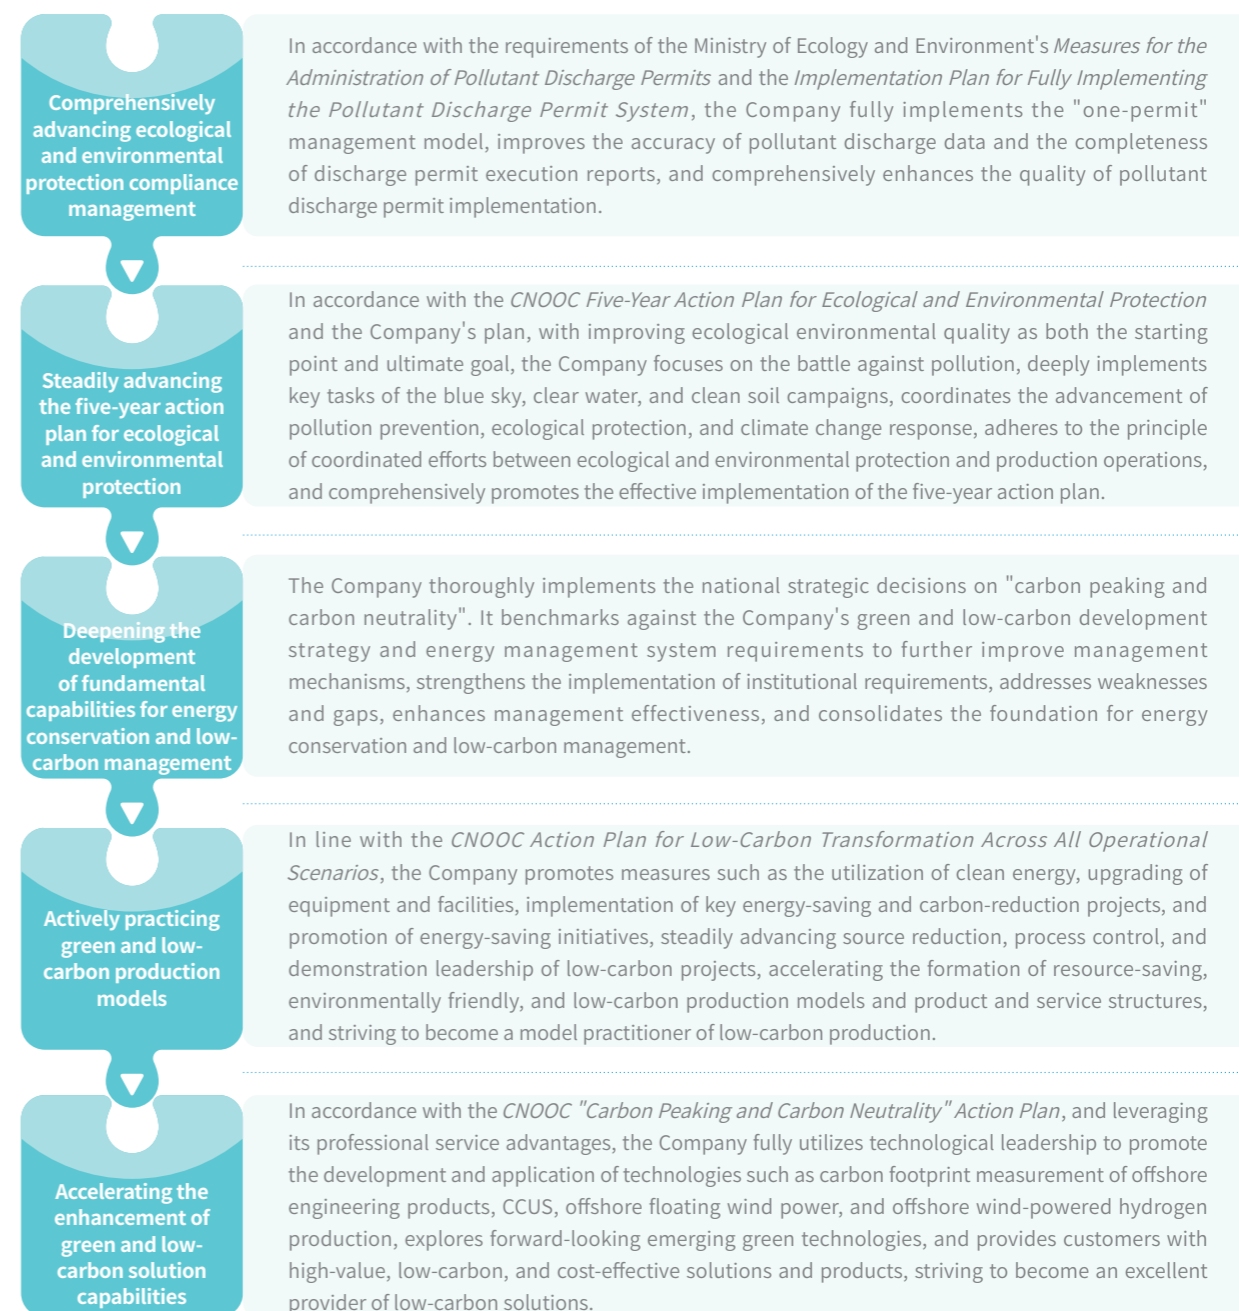 Comprehensively
advancing ecological
and environmental
protection compliance
management
In accordance with the requirements of the Ministry of Ecology and Environment's Measures for the
Administration of Pollutant Discharge Permits and the Implementation Plan for Fully Implementing
the Pollutant Discharge Permit System, the Company fully implements the "one-permit"
management model, improves the accuracy of pollutant discharge data and the completeness
of discharge permit execution reports, and comprehensively enhances the quality of pollutant
discharge permit implementation.
Steadily advancing
the five-year action
plan for ecological
and environmental
protection
In accordance with the CNOOC Five-Year Action Plan for Ecological and Environmental Protection
and the Company's plan, with improving ecological environmental quality as both the starting
point and ultimate goal, the Company focuses on the battle against pollution, deeply implements
key tasks of the blue sky, clear water, and clean soil campaigns, coordinates the advancement of
pollution prevention, ecological protection, and climate change response, adheres to the principle
of coordinated efforts between ecological and environmental protection and production operations,
and comprehensively promotes the effective implementation of the five-year action plan.
Deepening the
development
of fundamental
capabilities for energy
conservation and low-
carbon management
The Company thoroughly implements the national strategic decisions on "carbon peaking and
carbon neutrality". It benchmarks against the Company's green and low-carbon development
strategy and energy management system requirements to further improve management
mechanisms, strengthens the implementation of institutional requirements, addresses weaknesses
and gaps, enhances management effectiveness, and consolidates the foundation for energy
conservation and low-carbon management.
Actively practicing
green and low-
carbon production
models
In line with the CNOOC Action Plan for Low-Carbon Transformation Across All Operational
Scenarios, the Company promotes measures such as the utilization of clean energy, upgrading of
equipment and facilities, implementation of key energy-saving and carbon-reduction projects, and
promotion of energy-saving initiatives, steadily advancing source reduction, process control, and
demonstration leadership of low-carbon projects, accelerating the formation of resource-saving,
environmentally friendly, and low-carbon production models and product and service structures,
and striving to become a model practitioner of low-carbon production.
Accelerating the
enhancement of
green and low-
carbon solution
capabilities
In accordance with the CNOOC "Carbon Peaking and Carbon Neutrality" Action Plan, and leveraging
its professional service advantages, the Company fully utilizes technological leadership to promote
the development and application of technologies such as carbon footprint measurement of offshore
engineering products, CCUS, offshore floating wind power, and offshore wind-powered hydrogen
production, explores forward-looking emerging green technologies, and provides customers with
high-value, low-carbon, and cost-effective solutions and products, striving to become an excellent
provider of low-carbon solutions.